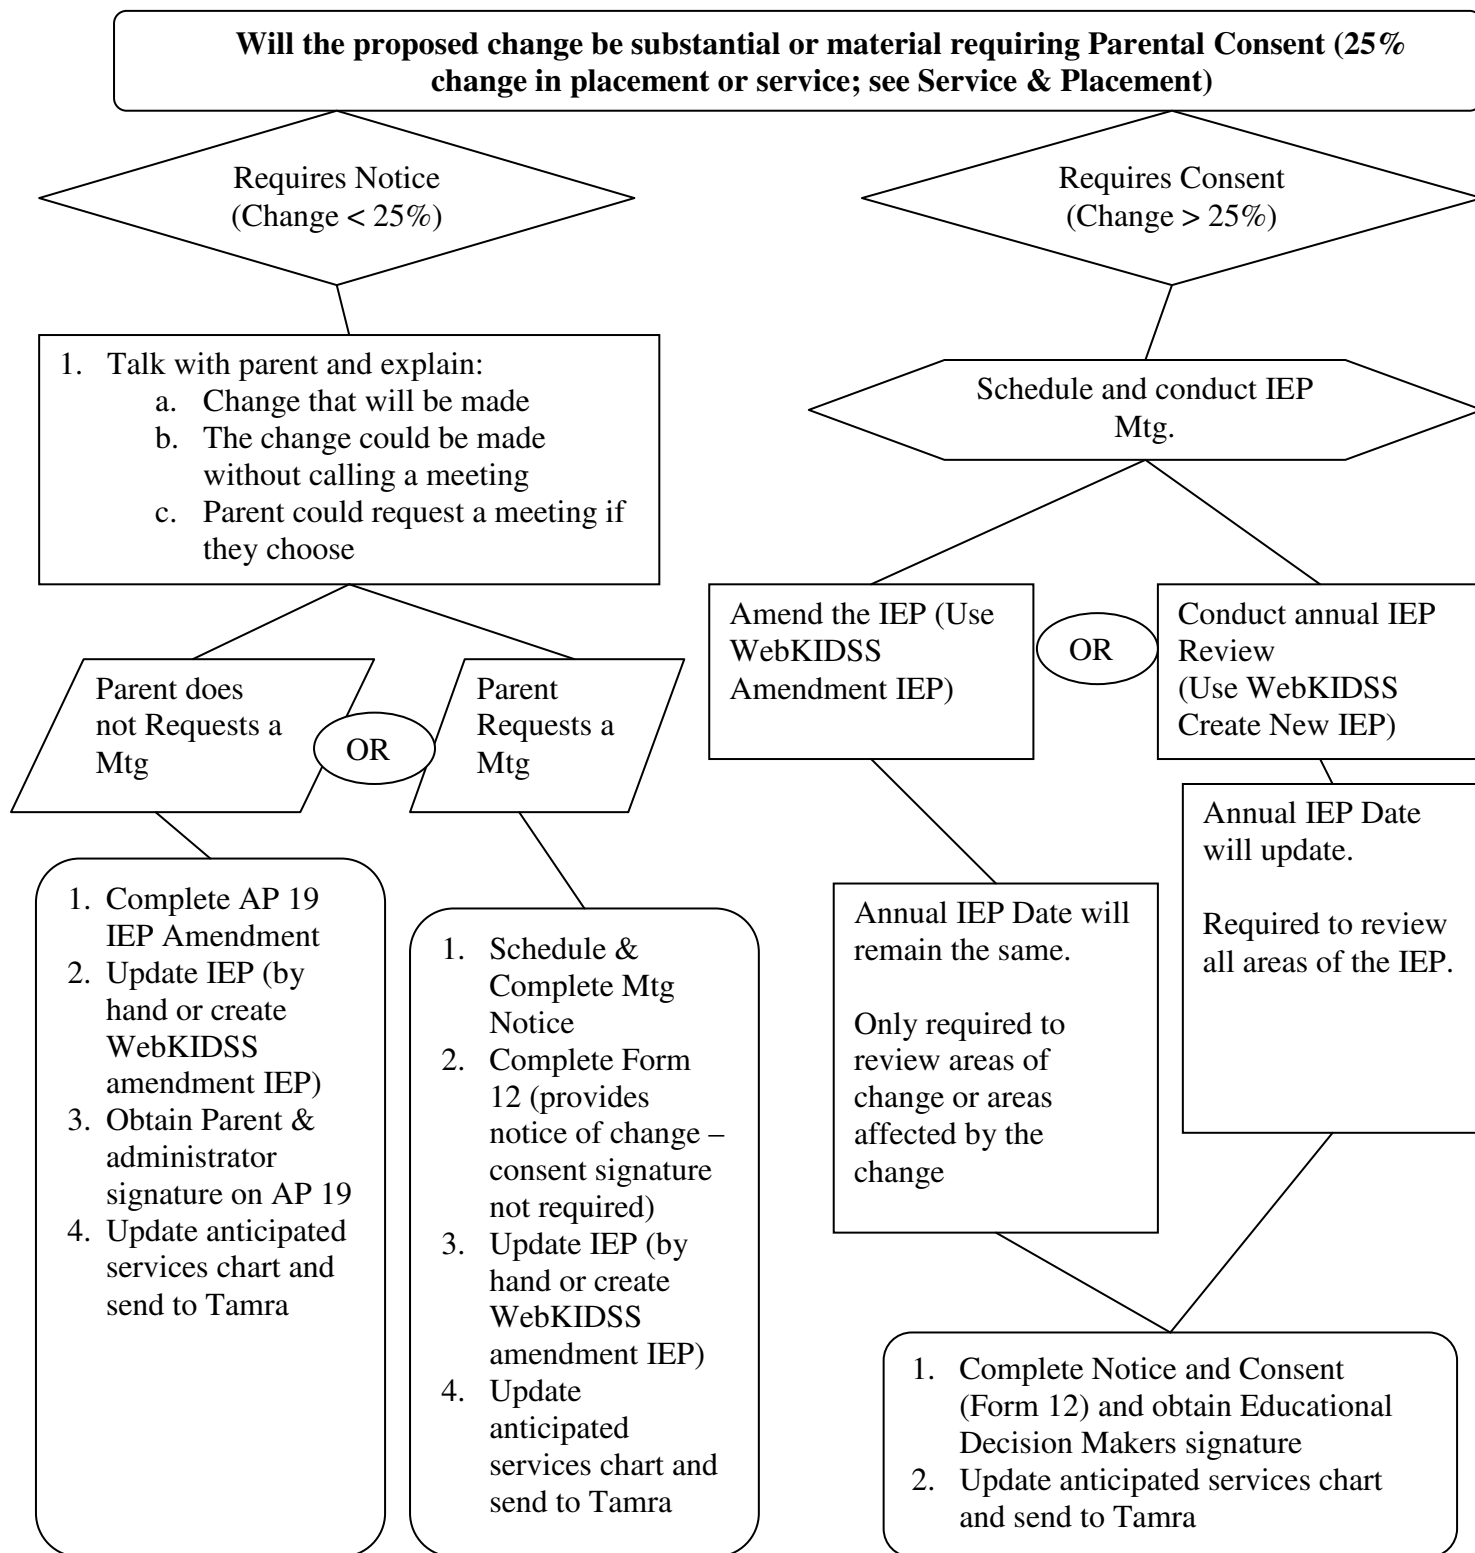 Will the proposed change be substantial or material requiring Parental Consent (25%
change in placement or service; see Service & Placement)
Requires Notice
(Change < 25%)
Requires Consent
(Change > 25%)
1. Talk with parent and explain:
a. Change that will be made
b. The change could be made
without calling a meeting
c. Parent could request a meeting if
they choose
Schedule and conduct IEP
Mtg.
Parent does
not Requests a
Mtg
OR
Parent
Requests a
Mtg
Amend the IEP (Use
WebKIDSS
Amendment IEP)
OR
Conduct annual IEP
Review
(Use WebKIDSS
Create New IEP)
1. Complete AP 19
IEP Amendment
2. Update IEP (by
hand or create
WebKIDSS
amendment IEP)
3. Obtain Parent &
administrator
signature on AP 19
4. Update anticipated
services chart and
send to Tamra
1. Schedule &
Complete Mtg
Notice
2. Complete Form
12 (provides
notice of change –
consent signature
not required)
3. Update IEP (by
hand or create
WebKIDSS
amendment IEP)
4. Update
anticipated
services chart and
send to Tamra
Annual IEP Date will
remain the same.
Only required to
review areas of
change or areas
affected by the
change
Annual IEP Date
will update.
Required to review
all areas of the IEP.
1. Complete Notice and Consent
(Form 12) and obtain Educational
Decision Makers signature
2. Update anticipated services chart
and send to Tamra